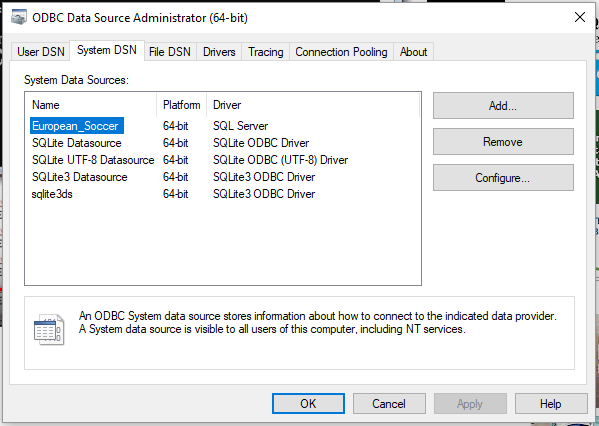 ODBC Data Source Administrator (64-bit)
User DSN System DSN File DSN Drivers Tracing Connection Pooling About
System Data Sources:
Name Platform Driver
European_Soccer 64-bit SQL Server
SQLite Datasource 64-bit SQLite ODBC Driver
SQLite UTF-8 Datasource 64-bit SQLite ODBC (UTF-8) Driver
SQLite3 Datasource 64-bit SQLite3 ODBC Driver
sqlite3ds 64-bit SQLite3 ODBC Driver
Add...
Remove
Configure...
An ODBC System data source stores information about how to connect to the indicated data provider.
A System data source is visible to all users of this computer, including NT services.
OK Cancel Apply Help